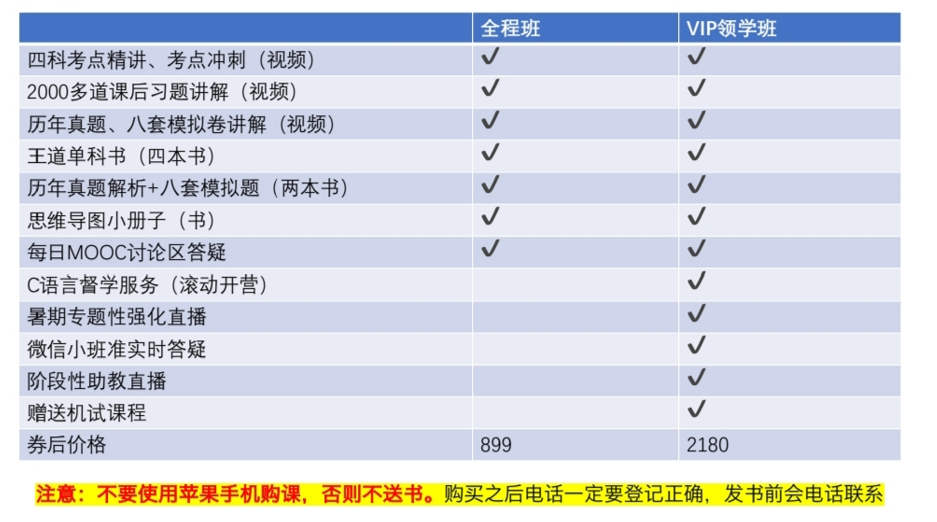 全程班 VIP领学班
四科考点精讲、考点冲刺（视频） ✓ ✓
2000多道课后习题讲解（视频） ✓ ✓
历年真题、八套模拟卷讲解（视频） ✓ ✓
王道单科书（四本书） ✓ ✓
历年真题解析+八套模拟题（两本书） ✓ ✓
思维导图小册子（书） ✓ ✓
每日MOOC讨论区答疑 ✓ ✓
C语言督学服务（滚动开营） ✓
暑期专题性强化直播 ✓
微信小班准实时答疑 ✓
阶段性助教直播 ✓
赠送机试课程 ✓
券后价格 899 2180
注意：不要使用苹果手机购课，否则不送书。购买之后电话一定要登记正确，发书前会电话联系